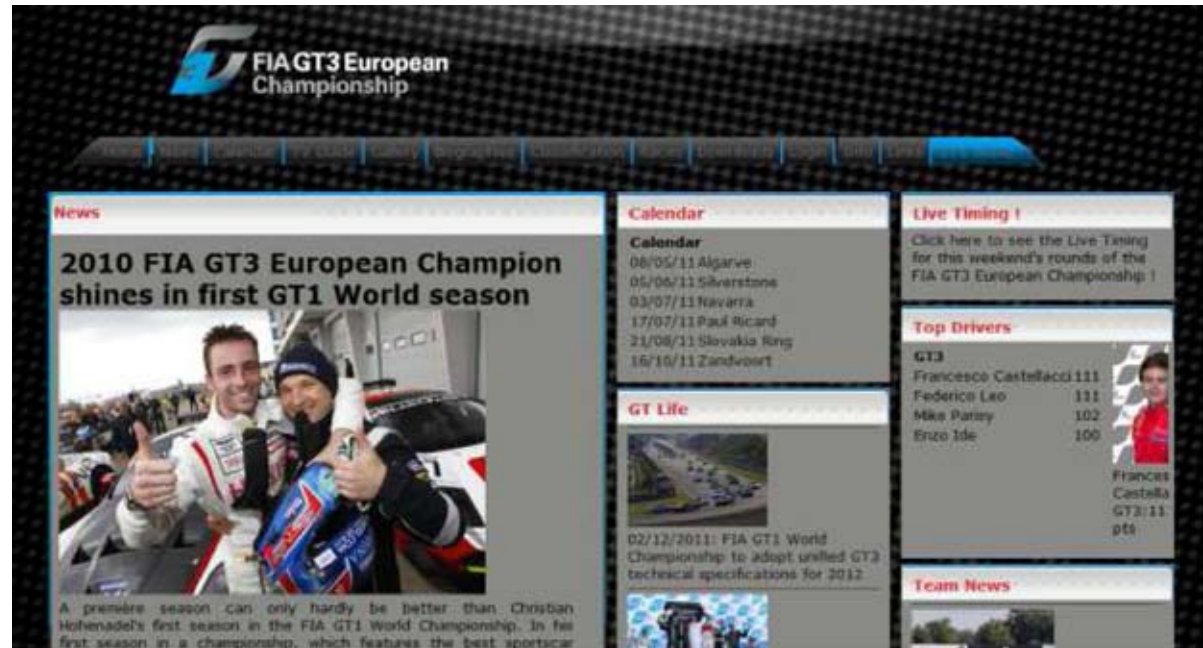 FIA GT3 European
Championship
News
2010 FIA GT3 European Champion
shines in first GT1 World season
A première season can only hardly be better than Christian
Hohenadel's first season in the FIA GT1 World Championship. In his
first season in a championship, which features the best sportscar
Calendar
Calendar
08/05/11 Algarve
05/06/11 Silverstone
03/07/11 Navarra
17/07/11 Paul Ricard
21/08/11 Slovakia Ring
16/10/11 Zandvoort
GT Life
02/12/2011: FIA GT1 World
Championship to adopt unified GT3
technical specifications for 2012
Live Timing !
Click here to see the Live Timing
for this weekend's rounds of the
FIA GT3 European Championship !
Top Drivers
GT3
Francesco Castellacci 111
Federico Leo 111
Mike Parisy 102
Enzo Ide 100
Frances
Castella
GT3:11
pts
Team News